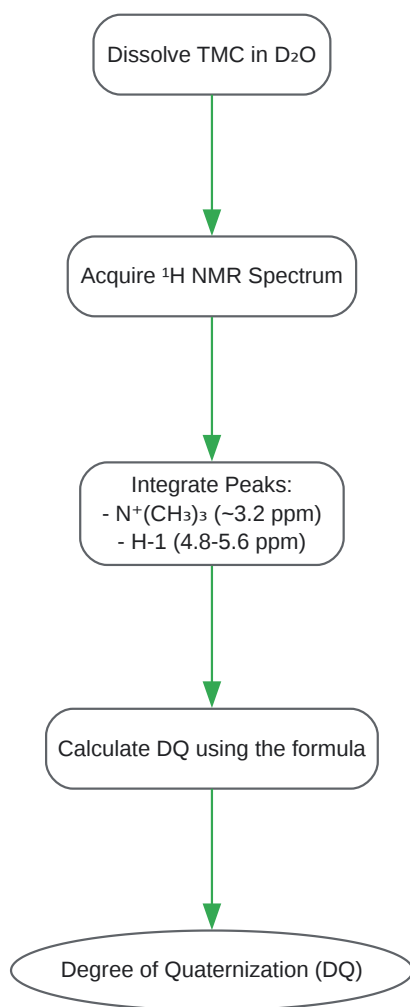 Dissolve TMC in D₂O
Acquire ¹H NMR Spectrum
Integrate Peaks:
- N⁺(CH₃)₃ (~3.2 ppm)
- H-1 (4.8-5.6 ppm)
Calculate DQ using the formula
Degree of Quaternization (DQ)